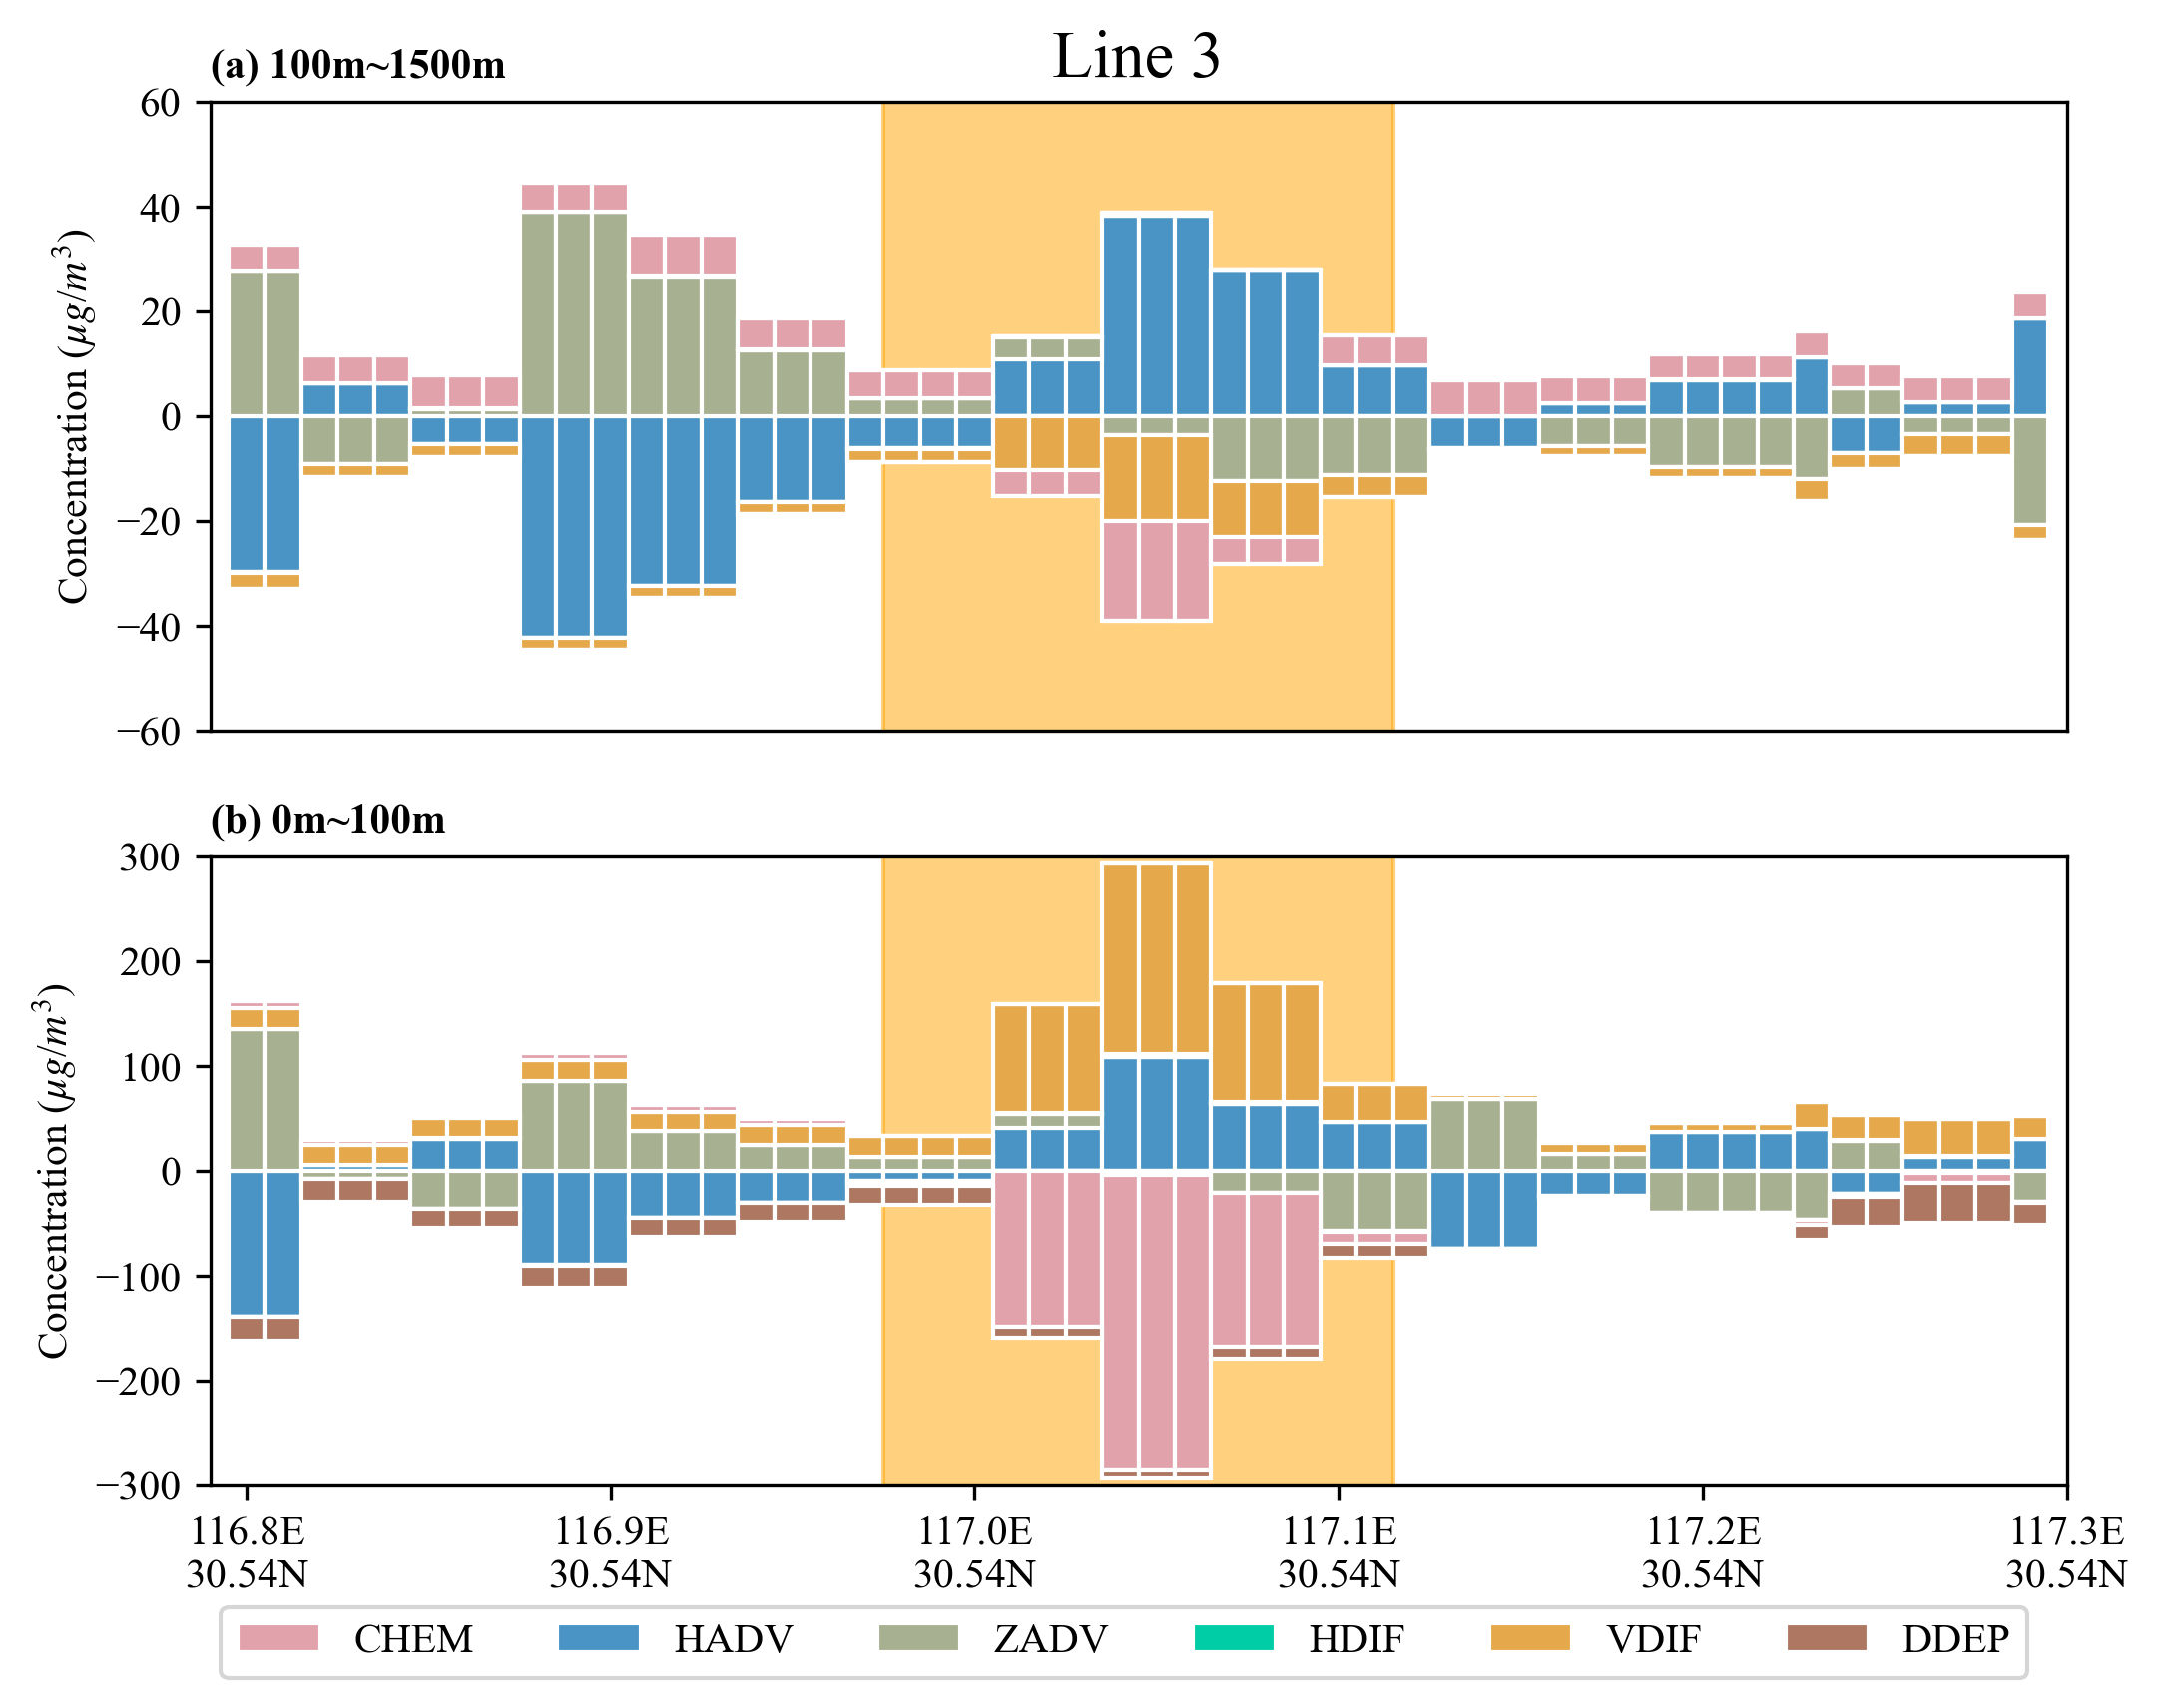 Line 3
(a) 100m~1500m
60
40
20
0
−20
−40
−60
Concentration (μg/m³)
(b) 0m~100m
300
200
100
0
−100
−200
−300
Concentration (μg/m³)
116.8E 116.9E 117.0E 117.1E 117.2E 117.3E
30.54N 30.54N 30.54N 30.54N 30.54N 30.54N
CHEM HADV ZADV HDIF VDIF DDEP